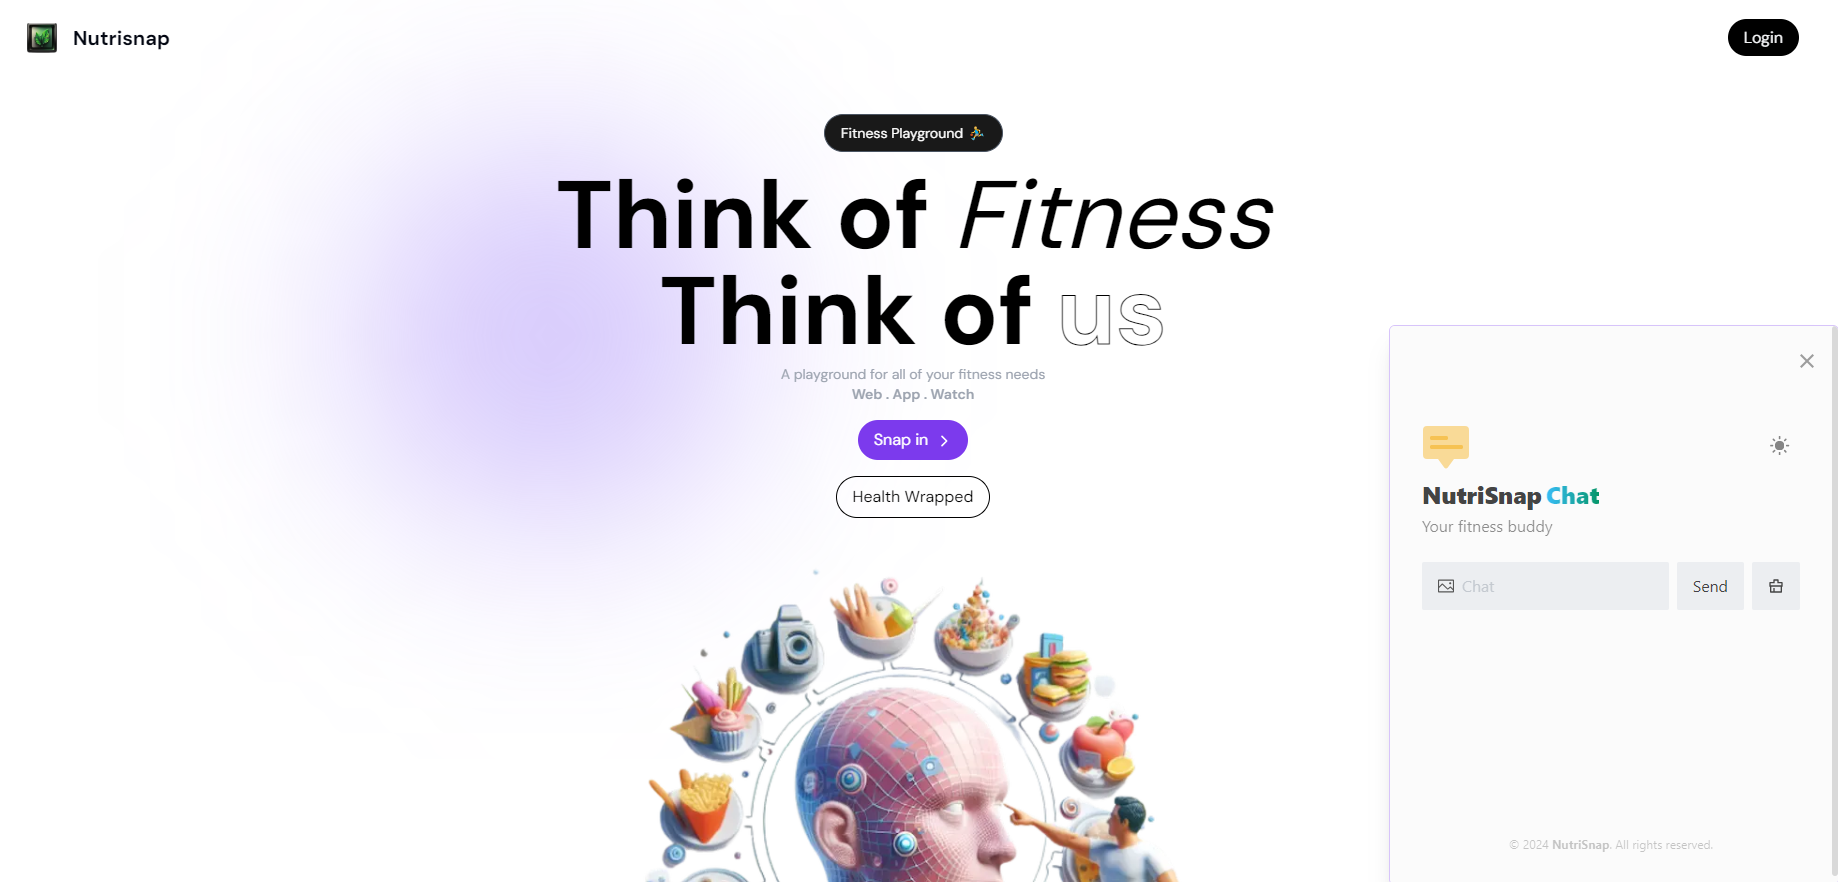 Nutrisnap
Login
Fitness Playground
Think of Fitness
Think of us
A playground for all of your fitness needs
Web . App . Watch
Snap in
Health Wrapped
NutriSnap Chat
Your fitness buddy
Chat
Send
© 2024 NutriSnap. All rights reserved.